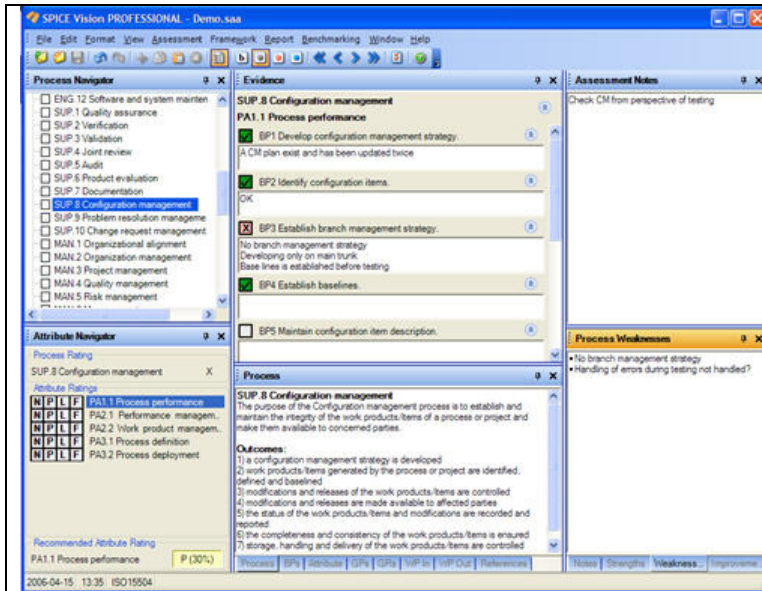 SPICE Vision PROFESSIONAL - Demo.saa
File Edit Format View Assessment Framework Report Benchmarking Window Help
Process Navigator
ENG.12 Software and system mainten
SUP.1 Quality assurance
SUP.2 Verification
SUP.3 Validation
SUP.4 Joint review
SUP.5 Audit
SUP.6 Product evaluation
SUP.7 Documentation
SUP.8 Configuration management
SUP.9 Problem resolution manageme
SUP.10 Change request management
MAN.1 Organizational alignment
MAN.2 Organization management
MAN.3 Project management
MAN.4 Quality management
MAN.5 Risk management
Attribute Navigator
Process Rating
SUP.8 Configuration management X
Attribute Ratings
N P L F PA1.1 Process performance
N P L F PA2.1 Performance managem..
N P L F PA2.2 Work product managem..
N P L F PA3.1 Process definition
N P L F PA3.2 Process deployment
Recommended Attribute Rating
PA1.1 Process performance P (30%)
Evidence
SUP.8 Configuration management
PA1.1 Process performance
BP1 Develop configuration management strategy.
A CM plan exist and has been updated twice
BP2 Identify configuration items.
OK
X BP3 Establish branch management strategy.
No branch management strategy
Developing only on main trunk
Base lines is established before testing
BP4 Establish baselines.
BP5 Maintain configuration item description.
Process
SUP.8 Configuration management
The purpose of the Configuration management process is to establish and
maintain the integrity of the work products/items of a process or project and
make them available to concerned parties.
Outcomes:
1) a configuration management strategy is developed
2) work products/items generated by the process or project are identified,
defined and baselined
3) modifications and releases of the work products/items are controlled
4) modifications and releases are made available to affected parties
5) the status of the work products/items and modifications are recorded and
reported
6) the completeness and consistency of the work products/items is ensured
7) storage, handling and delivery of the work products/items are controlled
Process BPs Attribute GPs GRs WP In WP Out References
Assessment Notes
Check CM from perspective of testing
Process Weaknesses
•No branch management strategy
•Handling of errors during testing not handled?
Notes Strengths Weakness... Improveme...
2006-04-15 13:35 ISO15504